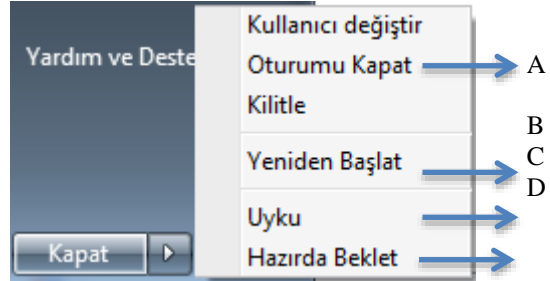 Kullanıcı değiştir
Yardım ve Deste
Oturumu Kapat
A
Kilitle
B
Yeniden Başlat
C
D
Uyku
Kapat
Hazırda Beklet